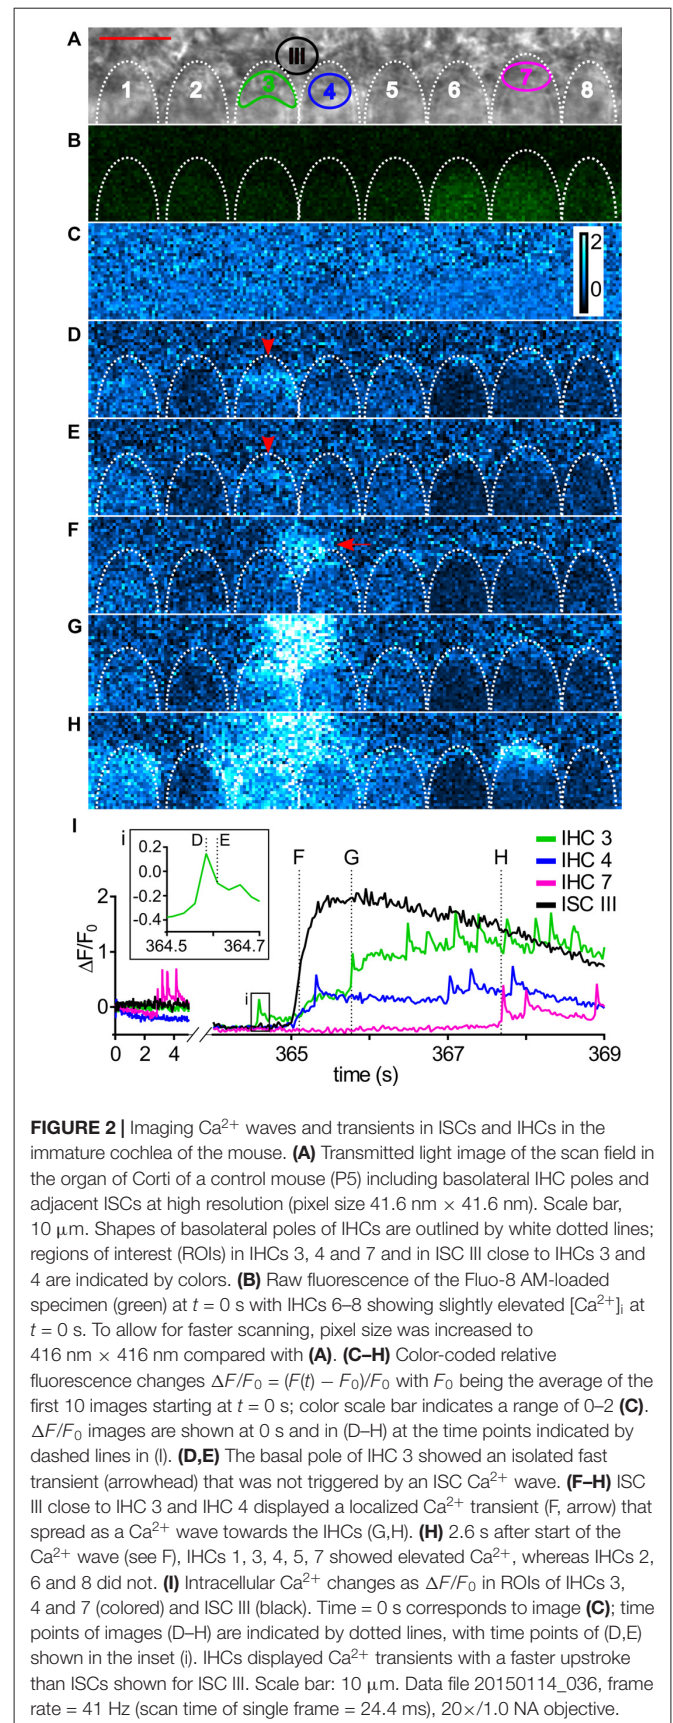 A
III
1
2
3
4
5
6
7
8
B
C
2
0
D
E
F
G
H
I
i
D
E
0.2
0.0
-0.2
-0.4
364.5
364.7
F
G
H
IHC 3
IHC 4
IHC 7
ISC III
2
1
0
ΔF/F₀
i
0
2
4
365
367
369
time (s)
FIGURE 2 | Imaging Ca²⁺ waves and transients in ISCs and IHCs in the
immature cochlea of the mouse. (A) Transmitted light image of the scan field in
the organ of Corti of a control mouse (P5) including basolateral IHC poles and
adjacent ISCs at high resolution (pixel size 41.6 nm × 41.6 nm). Scale bar,
10 μm. Shapes of basolateral poles of IHCs are outlined by white dotted lines;
regions of interest (ROIs) in IHCs 3, 4 and 7 and in ISC III close to IHCs 3 and
4 are indicated by colors. (B) Raw fluorescence of the Fluo-8 AM-loaded
specimen (green) at t = 0 s with IHCs 6–8 showing slightly elevated [Ca²⁺]ᵢ at
t = 0 s. To allow for faster scanning, pixel size was increased to
416 nm × 416 nm compared with (A). (C–H) Color-coded relative
fluorescence changes ΔF/F₀ = (F(t) − F₀)/F₀ with F₀ being the average of the
first 10 images starting at t = 0 s; color scale bar indicates a range of 0–2 (C).
ΔF/F₀ images are shown at 0 s and in (D–H) at the time points indicated by
dashed lines in (I). (D,E) The basal pole of IHC 3 showed an isolated fast
transient (arrowhead) that was not triggered by an ISC Ca²⁺ wave. (F–H) ISC
III close to IHC 3 and IHC 4 displayed a localized Ca²⁺ transient (F, arrow) that
spread as a Ca²⁺ wave towards the IHCs (G,H). (H) 2.6 s after start of the
Ca²⁺ wave (see F), IHCs 1, 3, 4, 5, 7 showed elevated Ca²⁺, whereas IHCs 2,
6 and 8 did not. (I) Intracellular Ca²⁺ changes as ΔF/F₀ in ROIs of IHCs 3,
4 and 7 (colored) and ISC III (black). Time = 0 s corresponds to image (C); time
points of images (D–H) are indicated by dotted lines, with time points of (D,E)
shown in the inset (i). IHCs displayed Ca²⁺ transients with a faster upstroke
than ISCs shown for ISC III. Scale bar: 10 μm. Data file 20150114_036, frame
rate = 41 Hz (scan time of single frame = 24.4 ms), 20×/1.0 NA objective.